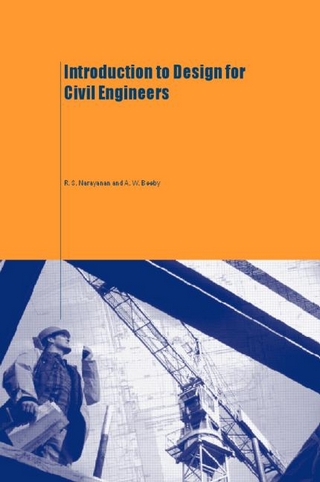 Introduction to Design for
Civil Engineers
R. S. Narayanan and A. W. Beeby